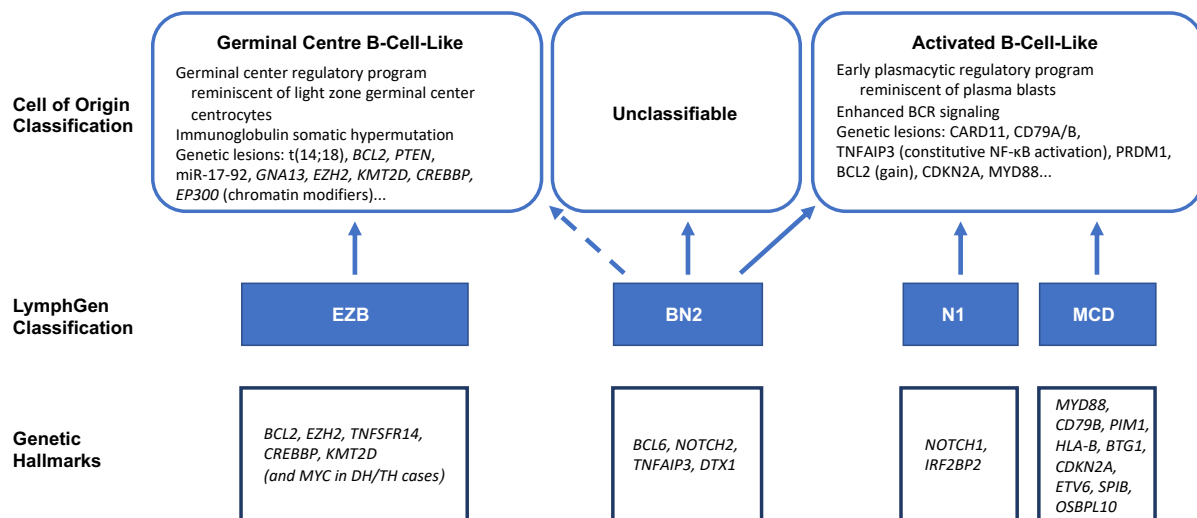 Cell of Origin
Classification
Germinal Centre B-Cell-Like
Germinal center regulatory program
reminiscent of light zone germinal center
centrocytes
Immunoglobulin somatic hypermutation
Genetic lesions: t(14;18), BCL2, PTEN,
miR-17-92, GNA13, EZH2, KMT2D, CREBBP,
EP300 (chromatin modifiers)...
Unclassifiable
Activated B-Cell-Like
Early plasmacytic regulatory program
reminiscent of plasma blasts
Enhanced BCR signaling
Genetic lesions: CARD11, CD79A/B,
TNFAIP3 (constitutive NF-κB activation), PRDM1,
BCL2 (gain), CDKN2A, MYD88...
LymphGen
Classification
EZB
BN2
N1
MCD
Genetic
Hallmarks
BCL2, EZH2, TNFSFR14,
CREBBP, KMT2D
(and MYC in DH/TH cases)
BCL6, NOTCH2,
TNFAIP3, DTX1
NOTCH1,
IRF2BP2
MYD88,
CD79B, PIM1,
HLA-B, BTG1,
CDKN2A,
ETV6, SPIB,
OSBPL10